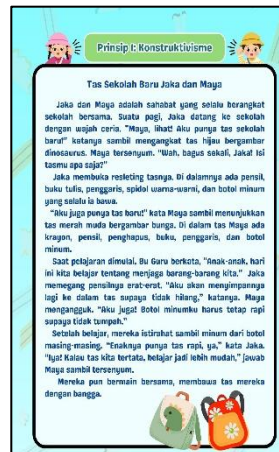 Prinsip I: Konstruktivisme
Tas Sekolah Baru Jaka dan Maya
Jaka dan Maya adalah sahabat yang selalu berangkat
sekolah bersama. Suatu pagi, Jaka datang ke sekolah
dengan wajah ceria. "Maya, lihat! Aku punya tas sekolah
baru!" katanya sambil mengangkat tas hijau bergambar
dinosaurus. Maya tersenyum. "Wah, bagus sekali, Jaka! Isi
tasmu apa saja?"
Jaka membuka resleting tasnya. Di dalamnya ada pensil,
buku tulis, penggaris, spidol warna-warni, dan botol minum
yang selalu ia bawa.
"Aku juga punya tas baru!" kata Maya sambil menunjukkan
tas merah muda bergambar bunga. Di dalam tas Maya ada
krayon, pensil, penghapus, buku, penggaris, dan botol
minum.
Saat pelajaran dimulai, Bu Guru berkata, "Anak-anak, hari
ini kita belajar tentang menjaga barang-barang kita." Jaka
memegang pensilnya erat-erat. "Aku akan menyimpannya
lagi ke dalam tas supaya tidak hilang," katanya. Maya
mengangguk. "Aku juga! Botol minumku harus tetap rapi
supaya tidak tumpah."
Setelah belajar, mereka istirahat sambil minum dari botol
masing-masing. "Enaknya punya tas rapi, ya," kata Jaka.
"Iya! Kalau tas kita tertata, belajar jadi lebih mudah," jawab
Maya sambil tersenyum.
Mereka pun bermain bersama, membawa tas mereka
dengan bangga.